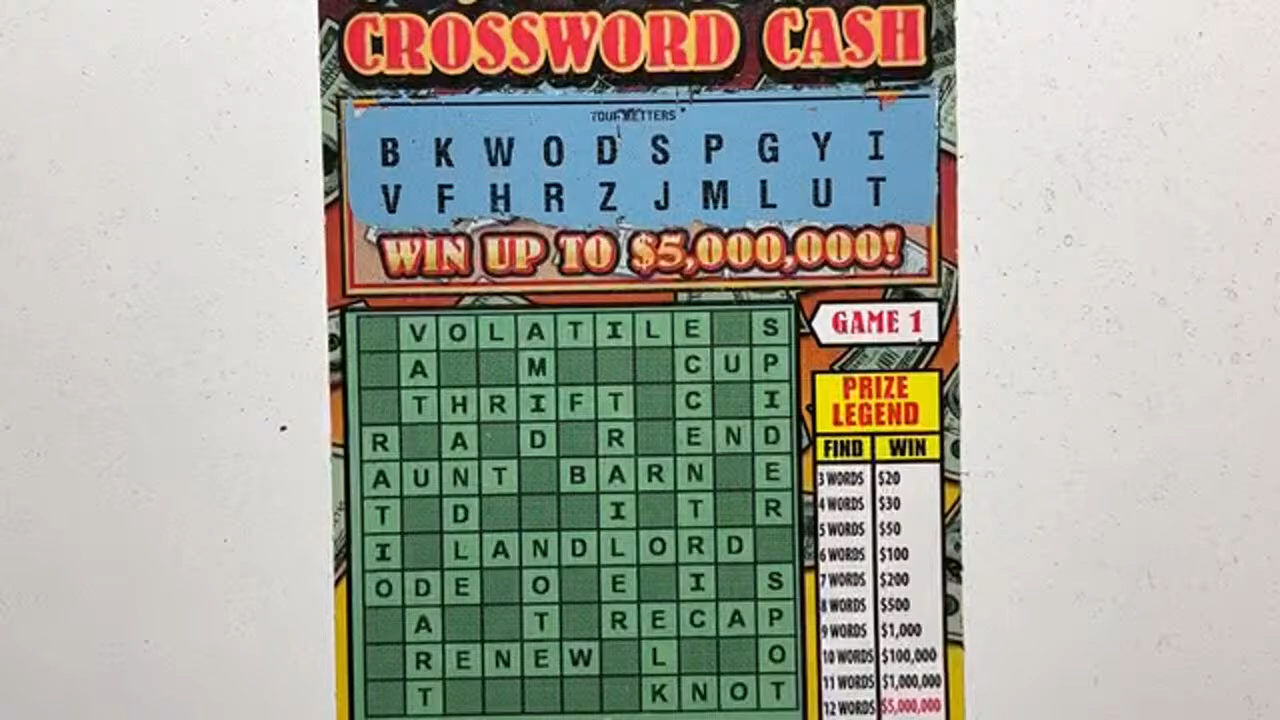 CROSSWORD CASH
YOUR LETTERS
B K W O D S P G Y I
V F H R Z J M L U T
WIN UP TO $5,000,000!
GAME 1
V O L A T I L E S
A M C U P
T H R I F T C I
R A D R E N D
A U N T B A R N E
T D I T R
I L A N D L O R D
O D E O E I S
A T R E C A P
R E N E W L O
T K N O T
PRIZE
LEGEND
FIND WIN
3 WORDS $20
4 WORDS $30
5 WORDS $50
6 WORDS $100
7 WORDS $200
8 WORDS $500
9 WORDS $1,000
10 WORDS $100,000
11 WORDS $1,000,000
12 WORDS $5,000,000